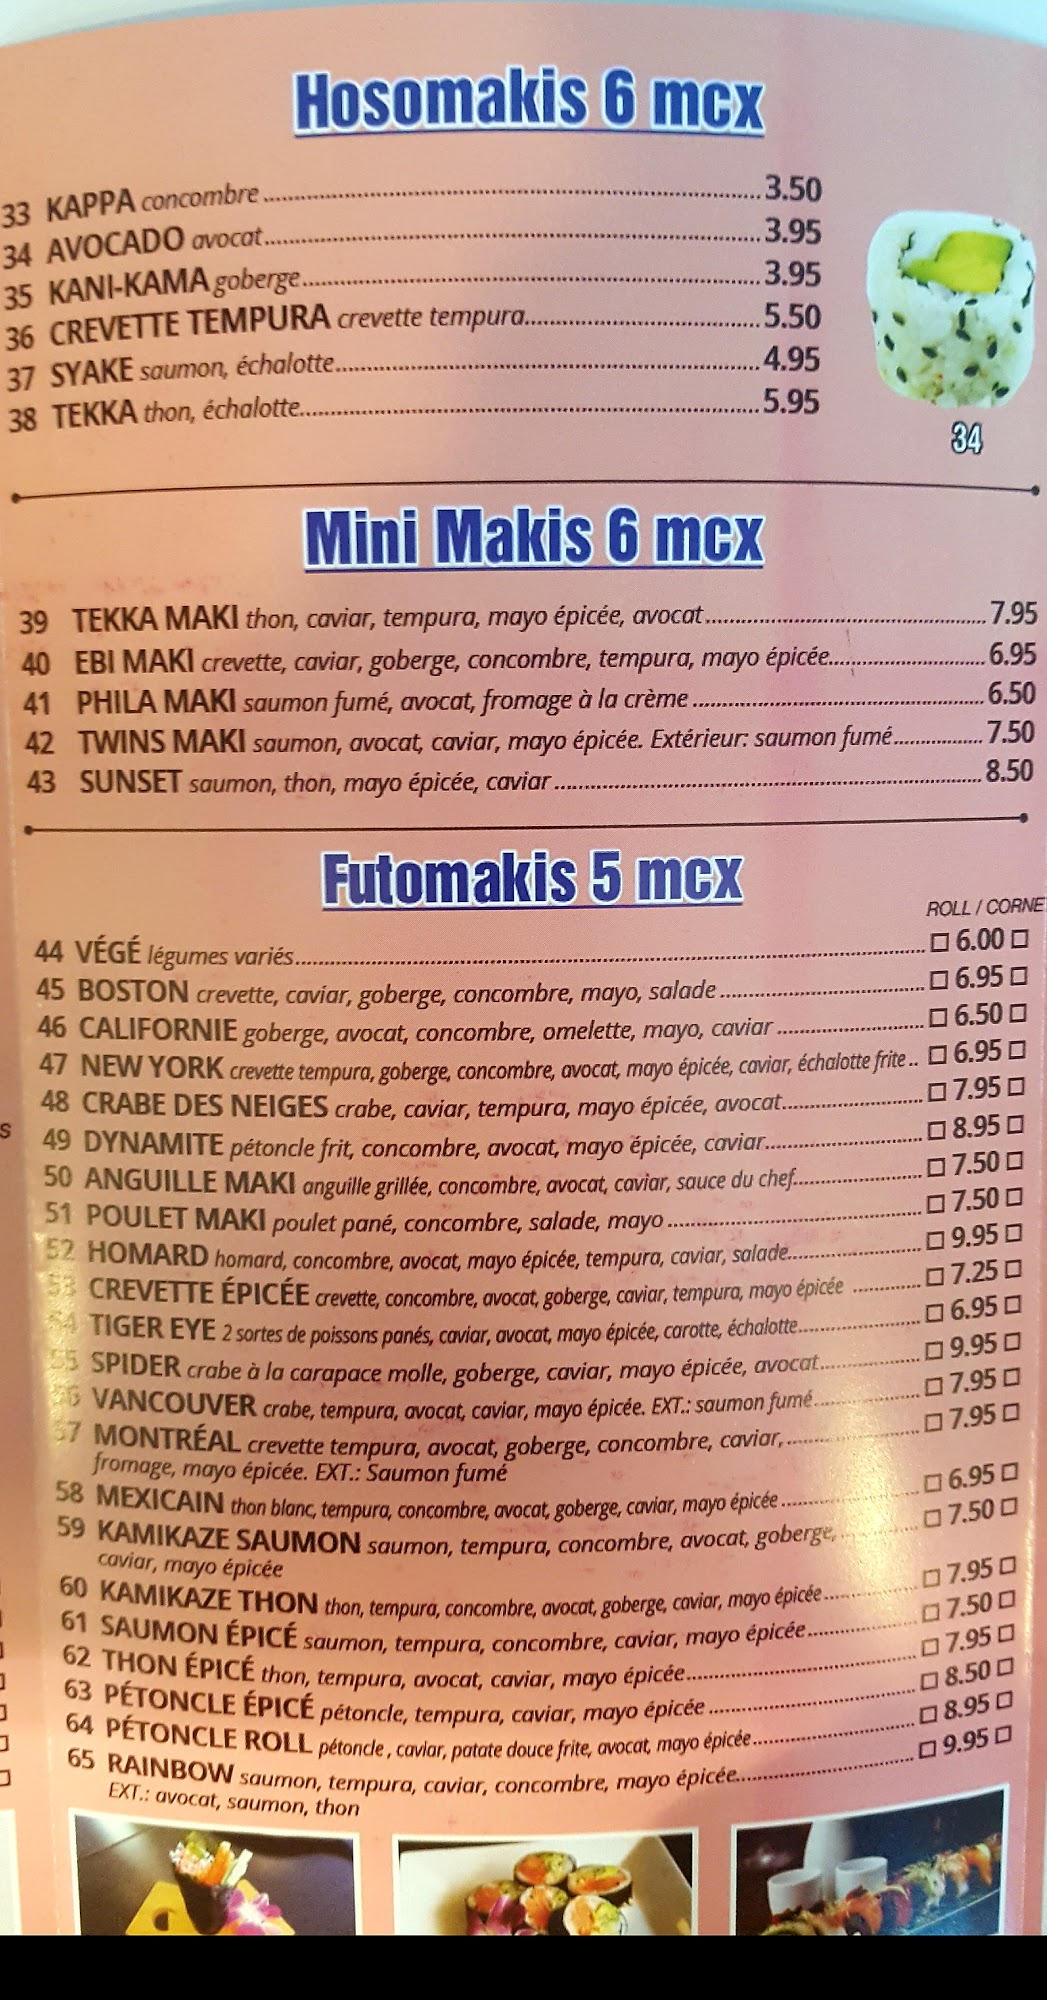 Hosomakis 6 mcx
33 KAPPA concombre 3.50
34 AVOCADO avocat 3.95
35 KANI-KAMA goberge 3.95
36 CREVETTE TEMPURA crevette tempura 5.50
37 SYAKE saumon, échalotte 4.95
38 TEKKA thon, échalotte 5.95
34
Mini Makis 6 mcx
39 TEKKA MAKI thon, caviar, tempura, mayo épicée, avocat 7.95
40 EBI MAKI crevette, caviar, goberge, concombre, tempura, mayo épicée 6.95
41 PHILA MAKI saumon fumé, avocat, fromage à la crème 6.50
42 TWINS MAKI saumon, avocat, caviar, mayo épicée. Extérieur: saumon fumé 7.50
43 SUNSET saumon, thon, mayo épicée, caviar 8.50
Futomakis 5 mcx
ROLL / CORNE
44 VÉGÉ légumes variés 6.00
45 BOSTON crevette, caviar, goberge, concombre, mayo, salade 6.95
46 CALIFORNIE goberge, avocat, concombre, omelette, mayo, caviar 6.50
47 NEW YORK crevette tempura, goberge, concombre, avocat, mayo épicée, caviar, échalotte frite 6.95
48 CRABE DES NEIGES crabe, caviar, tempura, mayo épicée, avocat 7.95
49 DYNAMITE pétoncle frit, concombre, avocat, mayo épicée, caviar 8.95
50 ANGUILLE MAKI anguille grillée, concombre, avocat, caviar, sauce du chef 7.50
51 POULET MAKI poulet pané, concombre, salade, mayo 7.50
52 HOMARD homard, concombre, avocat, mayo épicée, tempura, caviar, salade 9.95
53 CREVETTE ÉPICÉE crevette, concombre, avocat, goberge, caviar, tempura, mayo épicée 7.25
54 TIGER EYE 2 sortes de poissons panés, caviar, avocat, mayo épicée, carotte, échalotte 6.95
55 SPIDER crabe à la carapace molle, goberge, caviar, mayo épicée, avocat 9.95
56 VANCOUVER crabe, tempura, avocat, caviar, mayo épicée. EXT.: saumon fumé 7.95
57 MONTRÉAL crevette tempura, avocat, goberge, concombre, caviar, 7.95
fromage, mayo épicée. EXT.: Saumon fumé
58 MEXICAIN thon blanc, tempura, concombre, avocat, goberge, caviar, mayo épicée 6.95
59 KAMIKAZE SAUMON saumon, tempura, concombre, avocat, goberge, 7.50
caviar, mayo épicée
60 KAMIKAZE THON thon, tempura, concombre, avocat, goberge, caviar, mayo épicée 7.95
61 SAUMON ÉPICÉ saumon, tempura, concombre, caviar, mayo épicée 7.50
62 THON ÉPICÉ thon, tempura, avocat, caviar, mayo épicée 7.95
63 PÉTONCLE ÉPICÉ pétoncle, tempura, caviar, mayo épicée 8.50
64 PÉTONCLE ROLL pétoncle, caviar, patate douce frite, avocat, mayo épicée 8.95
65 RAINBOW saumon, tempura, caviar, concombre, mayo épicée 9.95
EXT.: avocat, saumon, thon